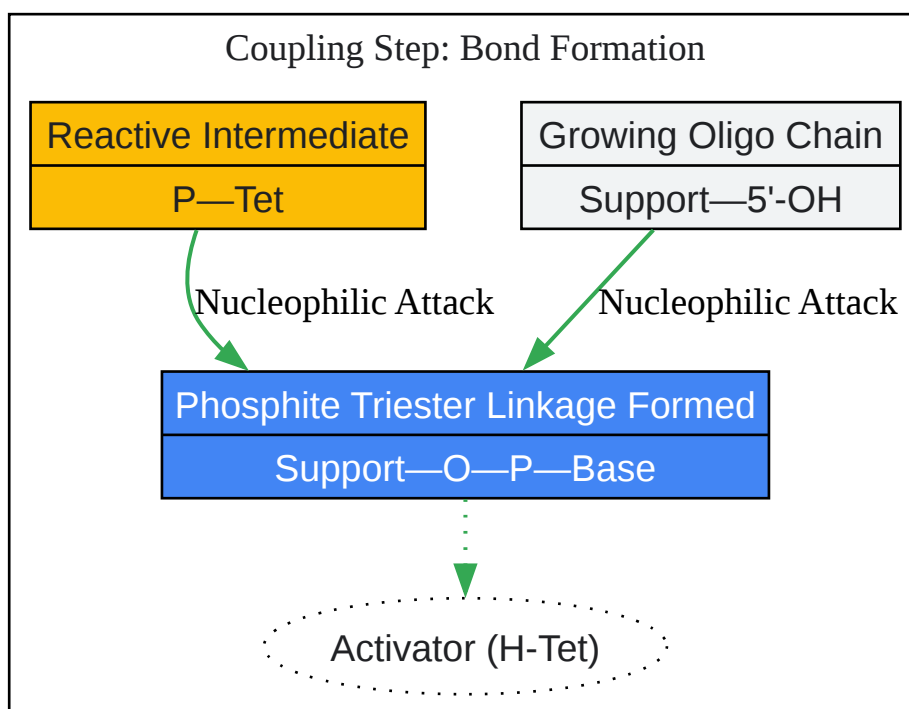 Coupling Step: Bond Formation
Reactive Intermediate
P—Tet
Growing Oligo Chain
Support—5'-OH
Nucleophilic Attack
Nucleophilic Attack
Phosphite Triester Linkage Formed
Support—O—P—Base
Activator (H-Tet)